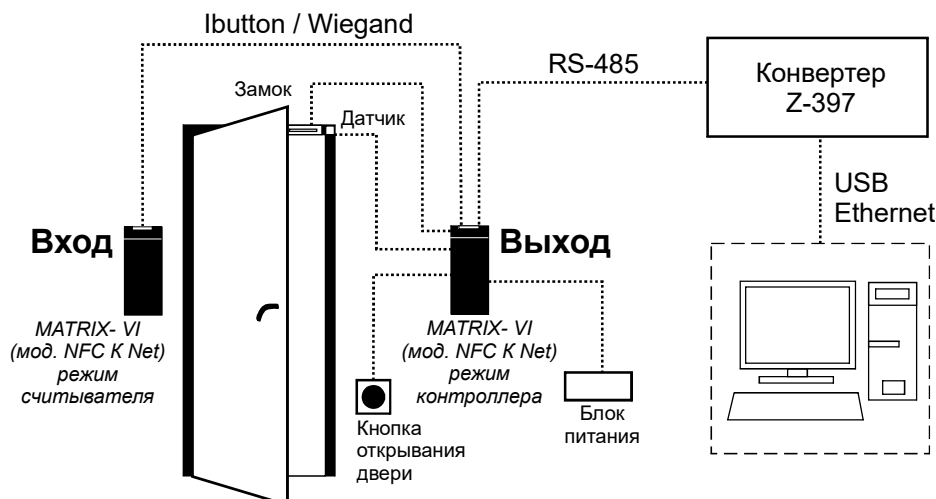 Ibutton / Wiegand
RS-485
Конвертер
Z-397
Замок
Датчик
USB
Ethernet
Вход
Выход
MATRIX- VI
(мод. NFC К Net)
режим
считывателя
MATRIX- VI
(мод. NFC К Net)
режим
контроллера
Кнопка
открывания
двери
Блок
питания